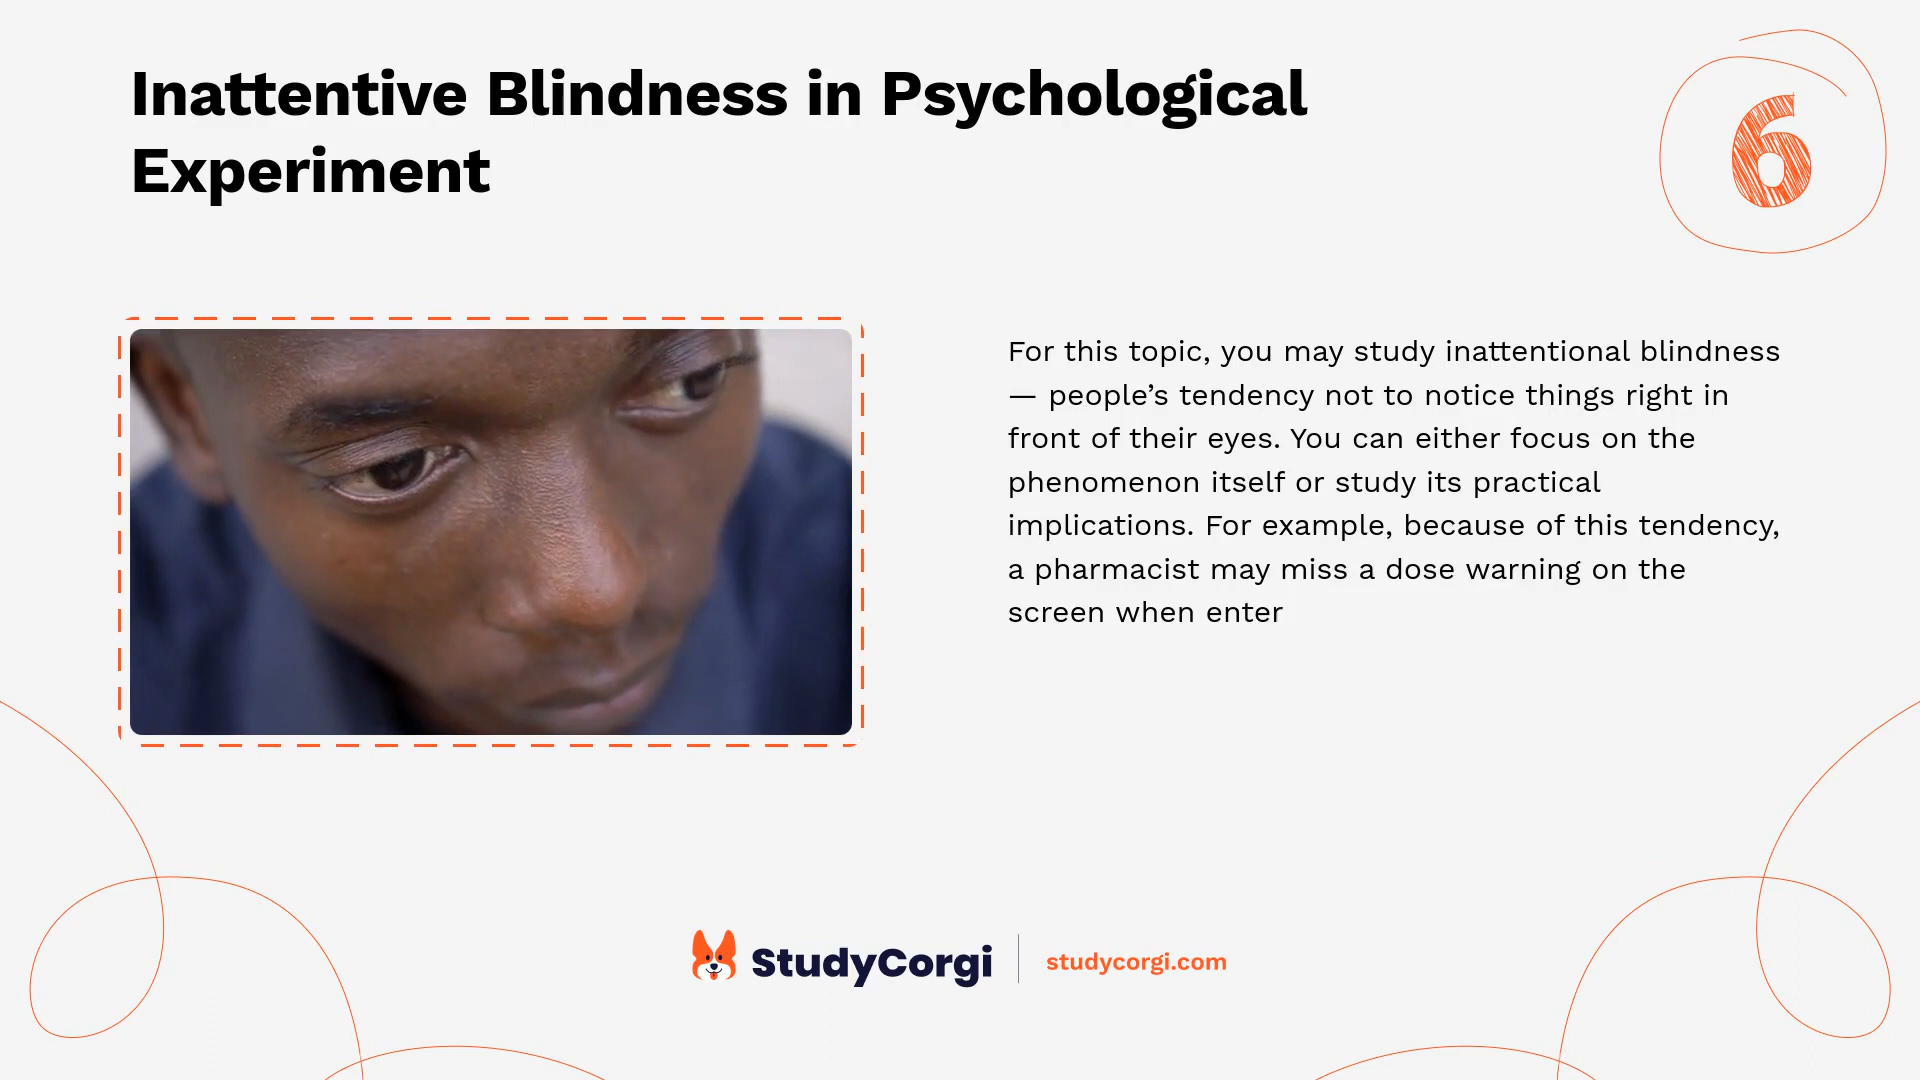 Inattentive Blindness in Psychological
Experiment
6
For this topic, you may study inattentional blindness
— people’s tendency not to notice things right in
front of their eyes. You can either focus on the
phenomenon itself or study its practical
implications. For example, because of this tendency,
a pharmacist may miss a dose warning on the
screen when enter
StudyCorgi
studycorgi.com